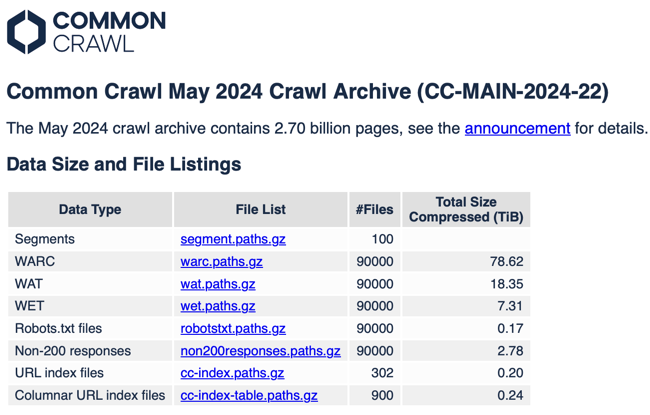 COMMON
CRAWL
Common Crawl May 2024 Crawl Archive (CC-MAIN-2024-22)
The May 2024 crawl archive contains 2.70 billion pages, see the announcement for details.
Data Size and File Listings
Data Type File List #Files Total Size
Compressed (TiB)
Segments segment.paths.gz 100
WARC warc.paths.gz 90000 78.62
WAT wat.paths.gz 90000 18.35
WET wet.paths.gz 90000 7.31
Robots.txt files robotstxt.paths.gz 90000 0.17
Non-200 responses non200responses.paths.gz 90000 2.78
URL index files cc-index.paths.gz 302 0.20
Columnar URL index files cc-index-table.paths.gz 900 0.24